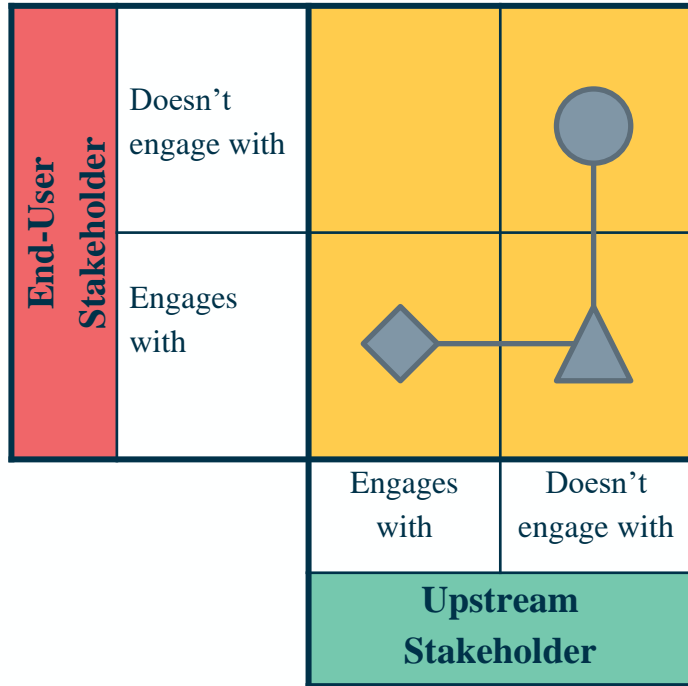 End-User
Stakeholder
Doesn’t
engage with
Engages
with
Engages
with
Doesn’t
engage with
Upstream
Stakeholder